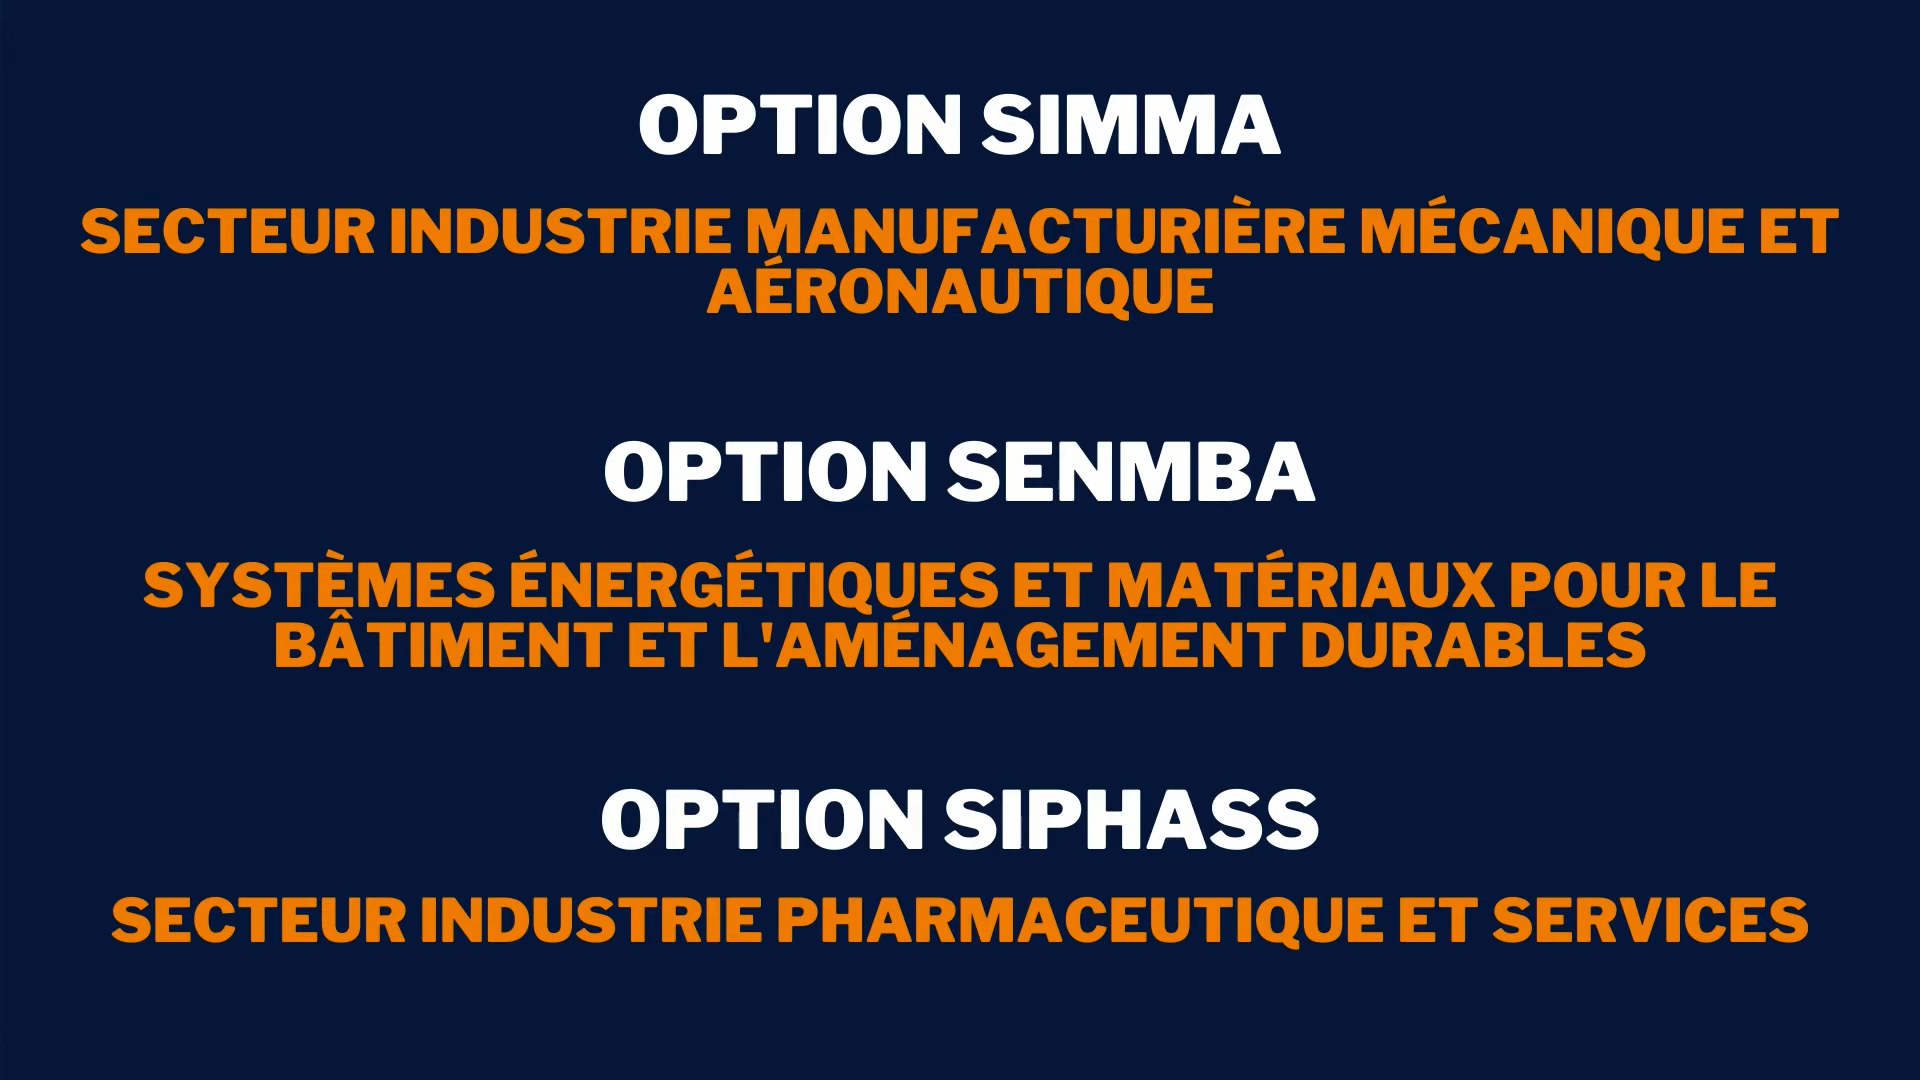 OPTION SIMMA
SECTEUR INDUSTRIE MANUFACTURIÈRE MÉCANIQUE ET
AÉRONAUTIQUE
OPTION SENMBA
SYSTÈMES ÉNERGÉTIQUES ET MATÉRIAUX POUR LE
BÂTIMENT ET L'AMÉNAGEMENT DURABLES
OPTION SIPHASS
SECTEUR INDUSTRIE PHARMACEUTIQUE ET SERVICES